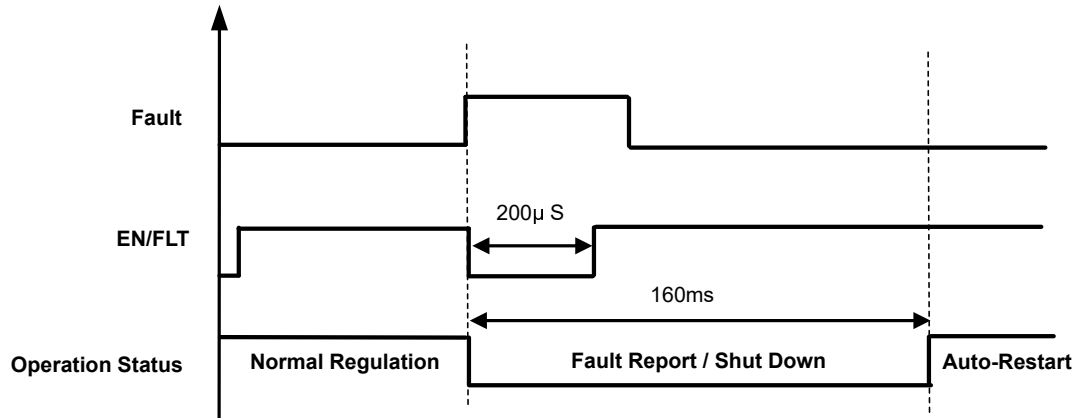 Fault
200µ S
EN/FLT
160ms
Operation Status
Normal Regulation
Fault Report / Shut Down
Auto-Restart